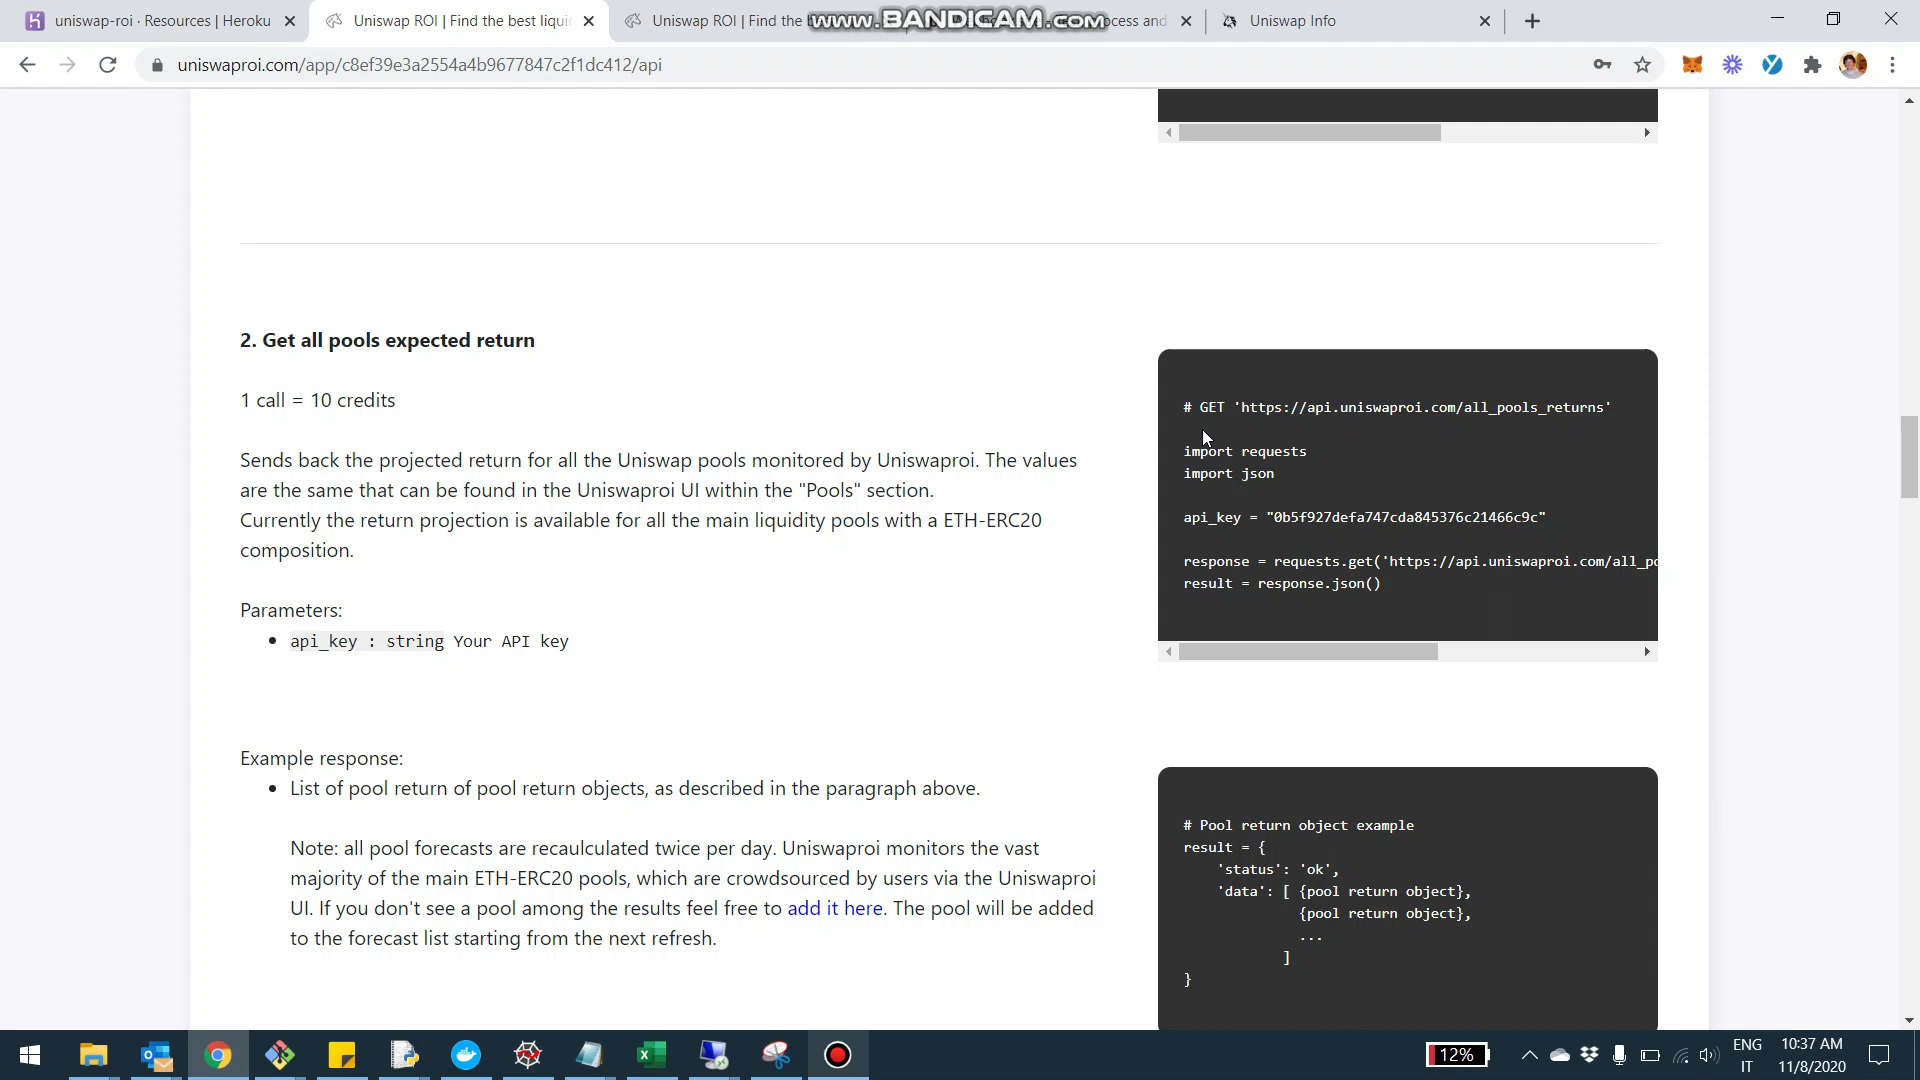 uniswap-roi · Resources | Heroku
Uniswap ROI | Find the best liqui
Uniswap ROI | Find the b
www.BANDICAM.com
ocess and
Uniswap Info
uniswaproi.com/app/c8ef39e3a2554a4b9677847c2f1dc412/api
2. Get all pools expected return
1 call = 10 credits
Sends back the projected return for all the Uniswap pools monitored by Uniswaproi. The values
are the same that can be found in the Uniswaproi UI within the "Pools" section.
Currently the return projection is available for all the main liquidity pools with a ETH-ERC20
composition.
Parameters:
api_key : string Your API key
# GET 'https://api.uniswaproi.com/all_pools_returns'
import requests
import json
api_key = "0b5f927defa747cda845376c21466c9c"
response = requests.get('https://api.uniswaproi.com/all_po
result = response.json()
Example response:
List of pool return of pool return objects, as described in the paragraph above.
Note: all pool forecasts are recaulculated twice per day. Uniswaproi monitors the vast
majority of the main ETH-ERC20 pools, which are crowdsourced by users via the Uniswaproi
UI. If you don't see a pool among the results feel free to add it here. The pool will be added
to the forecast list starting from the next refresh.
# Pool return object example
result = {
'status': 'ok',
'data': [ {pool return object},
{pool return object},
...
]
}
12%
ENG
IT
10:37 AM
11/8/2020